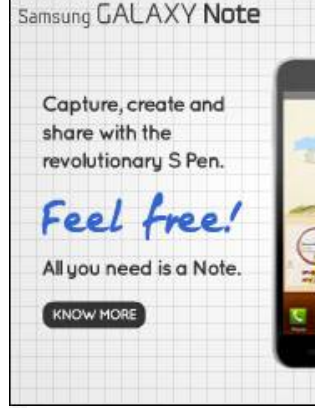 Samsung GALAXY Note
Capture, create and
share with the
revolutionary S Pen.
Feel free!
All you need is a Note.
KNOW MORE